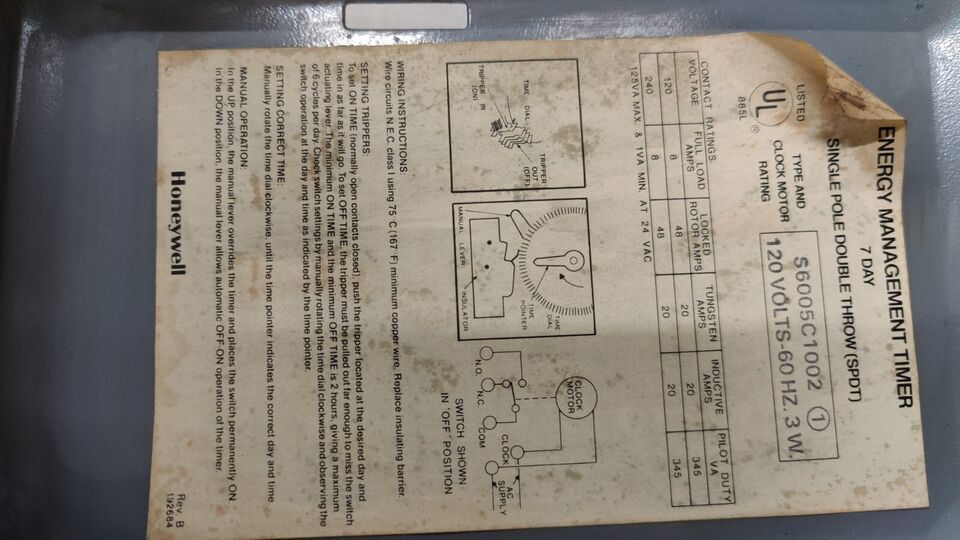 ENERGY MANAGEMENT TIMER
7 DAY
SINGLE POLE DOUBLE THROW (SPDT)
UL ®
LISTED
885L
TYPE AND
CLOCK MOTOR
RATING
S6005C1002 1
120 VOLTS-60 HZ. 3 W.
CONTACT RATINGS:
VOLTAGE FULL LOAD AMPS LOCKED ROTOR AMPS TUNGSTEN AMPS INDUCTIVE AMPS PILOT DUTY VA
120 8 48 20 20 345
240 8 48 20 20 345
125VA MAX. & 1VA MIN. AT 24 VAC
TIME DIAL
TRIPPER IN (ON)
TRIPPER OUT (OFF)
TIME DIAL
TIME POINTER
MANUAL LEVER
INSULATOR
CLOCK MOTOR
N.O.
N.C.
COM
CLOCK
AC SUPPLY
SWITCH SHOWN
IN "OFF" POSITION
WIRING INSTRUCTIONS:
Wire circuits N.E.C. class I using 75°C (167°F) minimum copper wire. Replace insulating barrier.
SETTING TRIPPERS:
To set ON TIME (normally open contacts closed), push the tripper located at the desired day and
time in as far as it will go. To set OFF TIME, the tripper must be pulled out far enough to miss the switch
actuating lever. The minimum ON TIME and the minimum OFF TIME is 2 hours, giving a maximum
of 6 cycles per day. Check switch settings by manually rotating the time dial clockwise and observing the
switch operation at the day and time as indicated by the time pointer.
SETTING CORRECT TIME:
Manually rotate the time dial clockwise, until the time pointer indicates the correct day and time
MANUAL OPERATION:
In the UP position, the manual lever overrides the timer and places the switch permanently ON
In the DOWN position, the manual lever allows automatic OFF-ON operation of the timer.
Honeywell
Rev. B
192684